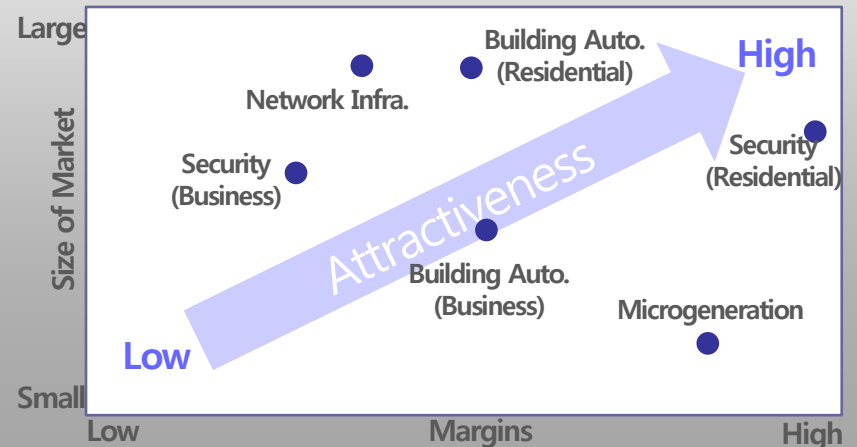 Large
Building Auto.
(Residential)
High
Network Infra.
Size of Market
Security
(Business)
Security
(Residential)
Attractiveness
Building Auto.
(Business)
Microgeneration
Low
Small
Low
Margins
High